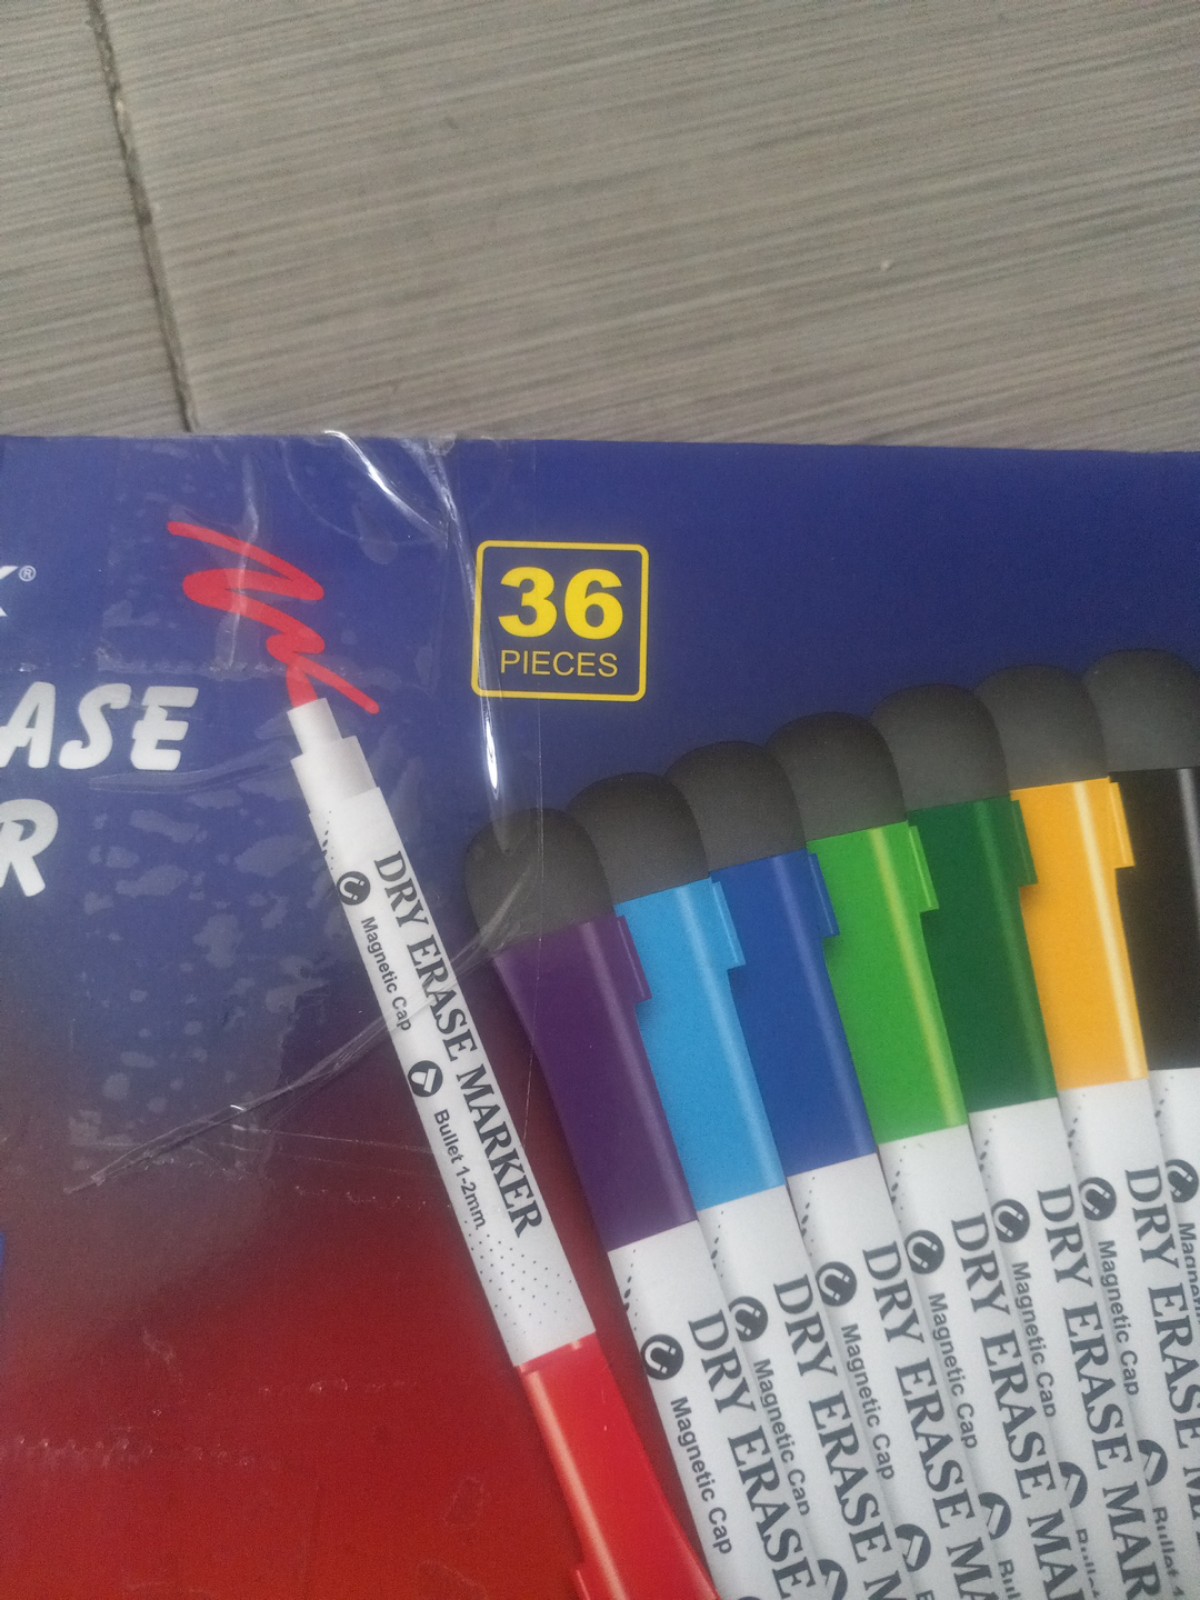 K®
ASE
R
36
PIECES
DRY ERASE MARKER
Magnetic Cap
Bullet 1-2mm
DRY ERASE
Magnetic Cap
DRY ERASE M
Magnetic Cap
DRY ERASE MA
Magnetic Cap
DRY ERASE MA
Magnetic Cap
DRY ERASE MAR
Magnetic Cap
DRY ERASE M
Magnetic Cap